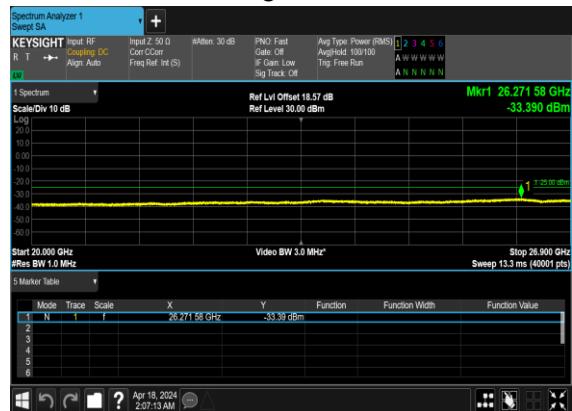 Spectrum Analyzer 1
Swept SA
+
KEYSIGHT Input: RF Input Z: 50 Ω #Atten: 30 dB PNO: Fast Avg Type: Power (RMS) 1 2 3 4 5 6
R T Coupling: DC Corr CCorr Gate: Off Avg|Hold: 100/100 A W W W W W
Align: Auto Freq Ref: Int (S) IF Gain: Low Trig: Free Run
LXI Sig Track: Off A N N N N N
1 Spectrum Ref Lvl Offset 18.57 dB Mkr1 26.271 58 GHz
Scale/Div 10 dB Ref Level 30.00 dBm -33.390 dBm
Log
20.0
10.0
0.00
-10.0
-20.0
1 -25.00 dBm
-30.0
-40.0
-50.0
-60.0
Start 20.000 GHz Video BW 3.0 MHz* Stop 26.900 GHz
#Res BW 1.0 MHz Sweep 13.3 ms (40001 pts)
5 Marker Table
Mode Trace Scale X Y Function Function Width Function Value
1 N 1 f 26.271 58 GHz -33.39 dBm
2
3
4
5
6
? Apr 18, 2024
2:07:13 AM